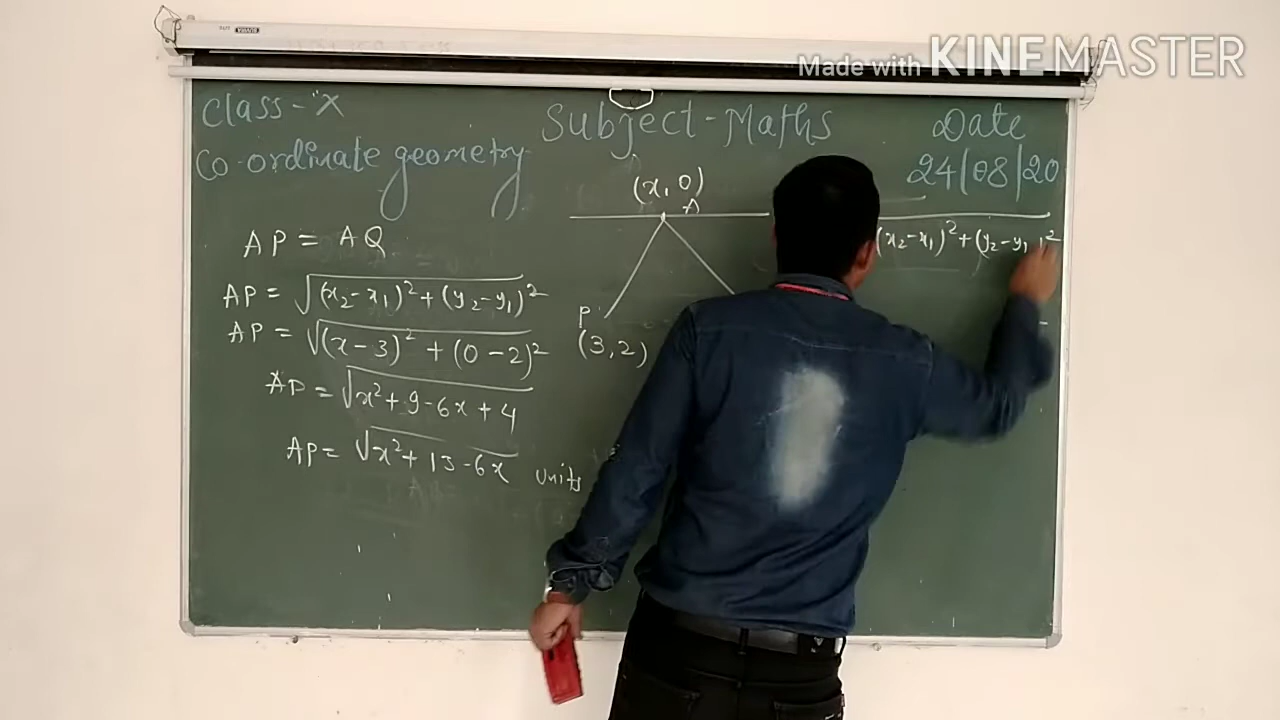 Made with KINEMASTER
Class - X
Subject - Maths
Date
Co-ordinate geometry
24/08/20
(x, 0)
A
AP = AQ
(x₂-x₁)²+(y₂-y₁)²
AP = √(x₂-x₁)²+(y₂-y₁)²
P
AP = √(x-3)² + (0-2)²
(3,2)
AP = √x²+9-6x+4
AP = √x²+13-6x units